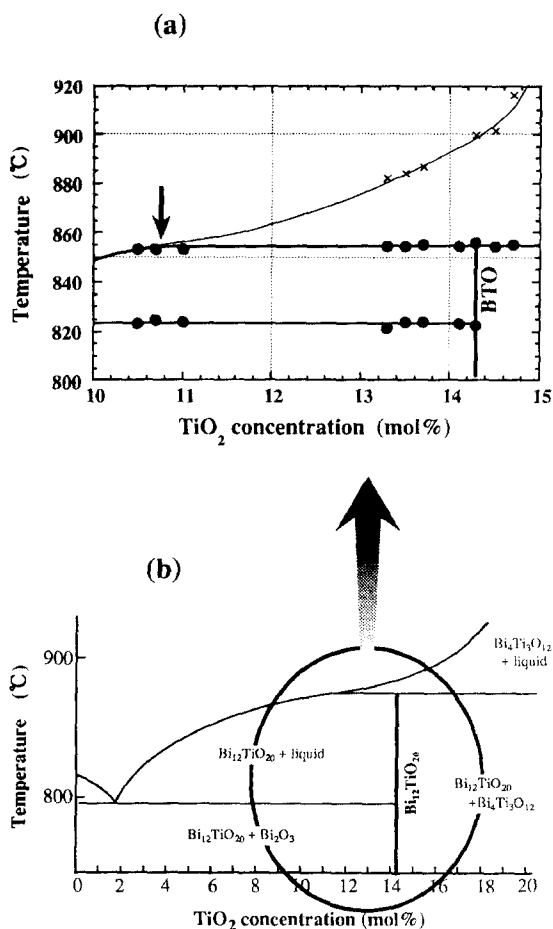 (a)
920
900
880
860
840
820
800
Temperature (℃)
BTO
10 11 12 13 14 15
TiO₂ concentration (mol%)
(b)
900
800
Temperature (℃)
Bi₄Ti₃O₁₂
+ liquid
Bi₁₂TiO₂₀ + liquid
Bi₁₂TiO₂₀
Bi₁₂TiO₂₀
+Bi₄Ti₃O₁₂
Bi₁₂TiO₂₀ + Bi₂O₃
0 2 4 6 8 10 12 14 16 18 20
TiO₂ concentration (mol%)